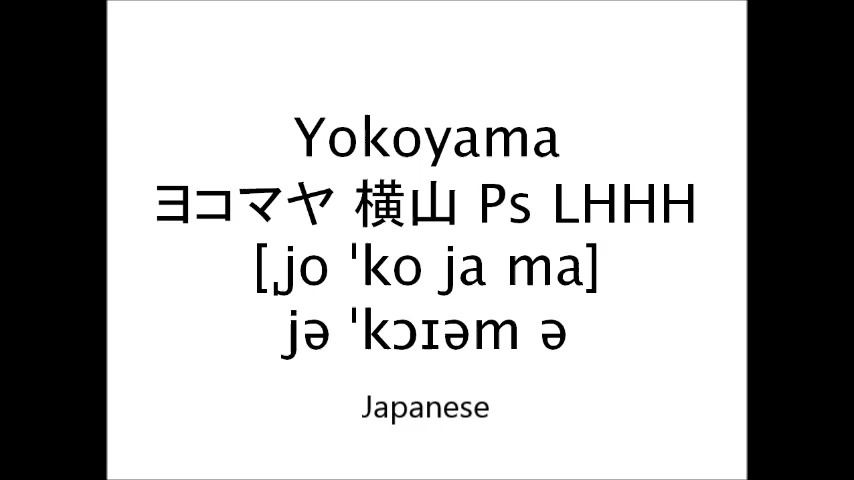 Yokoyama
ヨコマヤ 横山 Ps LHHH
[ˌjo ˈko ja ma]
jə ˈkɔɪəm ə
Japanese